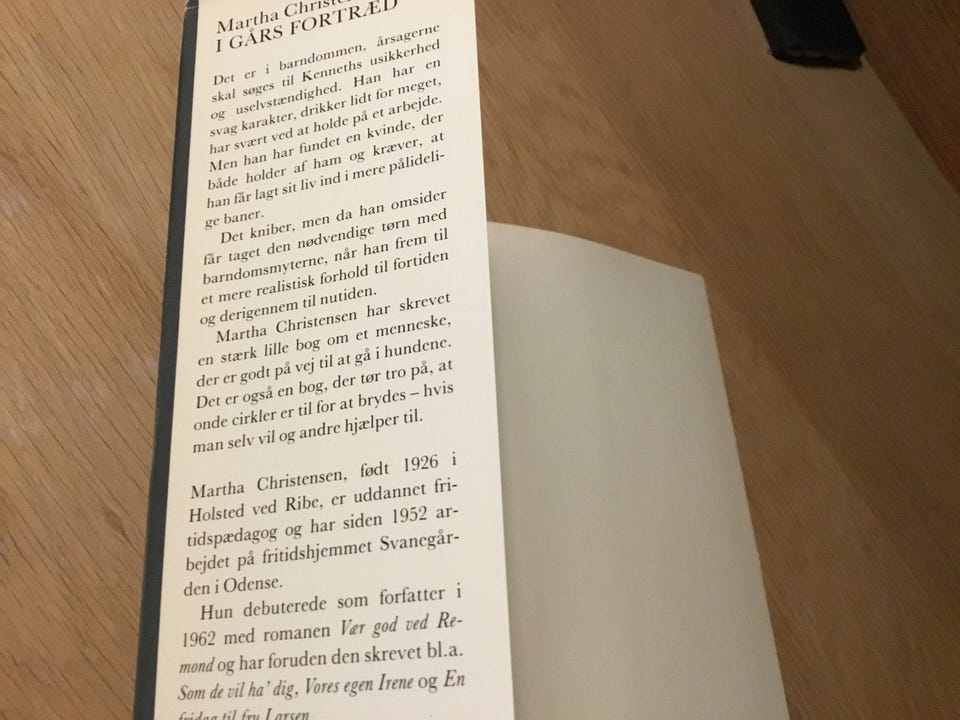 Martha Christen
I GÅRS FORTRÆD
Det er i barndommen, årsagerne
skal søges til Kenneths usikkerhed
og uselvstændighed. Han har en
svag karakter, drikker lidt for meget,
har svært ved at holde på et arbejde.
Men han har fundet en kvinde, der
både holder af ham og kræver, at
han får lagt sit liv ind i mere pålideli-
ge baner.
Det kniber, men da han omsider
får taget den nødvendige tørn med
barndomsmyterne, når han frem til
et mere realistisk forhold til fortiden
og derigennem til nutiden.
Martha Christensen har skrevet
en stærk lille bog om et menneske,
der er godt på vej til at gå i hundene.
Det er også en bog, der tør tro på, at
onde cirkler er til for at brydes – hvis
man selv vil og andre hjælper til.
Martha Christensen, født 1926 i
Holsted ved Ribe, er uddannet fri-
tidspædagog og har siden 1952 ar-
bejdet på fritidshjemmet Svanegår-
den i Odense.
Hun debuterede som forfatter i
1962 med romanen Vær god ved Re-
mond og har foruden den skrevet bl.a.
Som de vil ha' dig, Vores egen Irene og En
fridag til fru Larsen